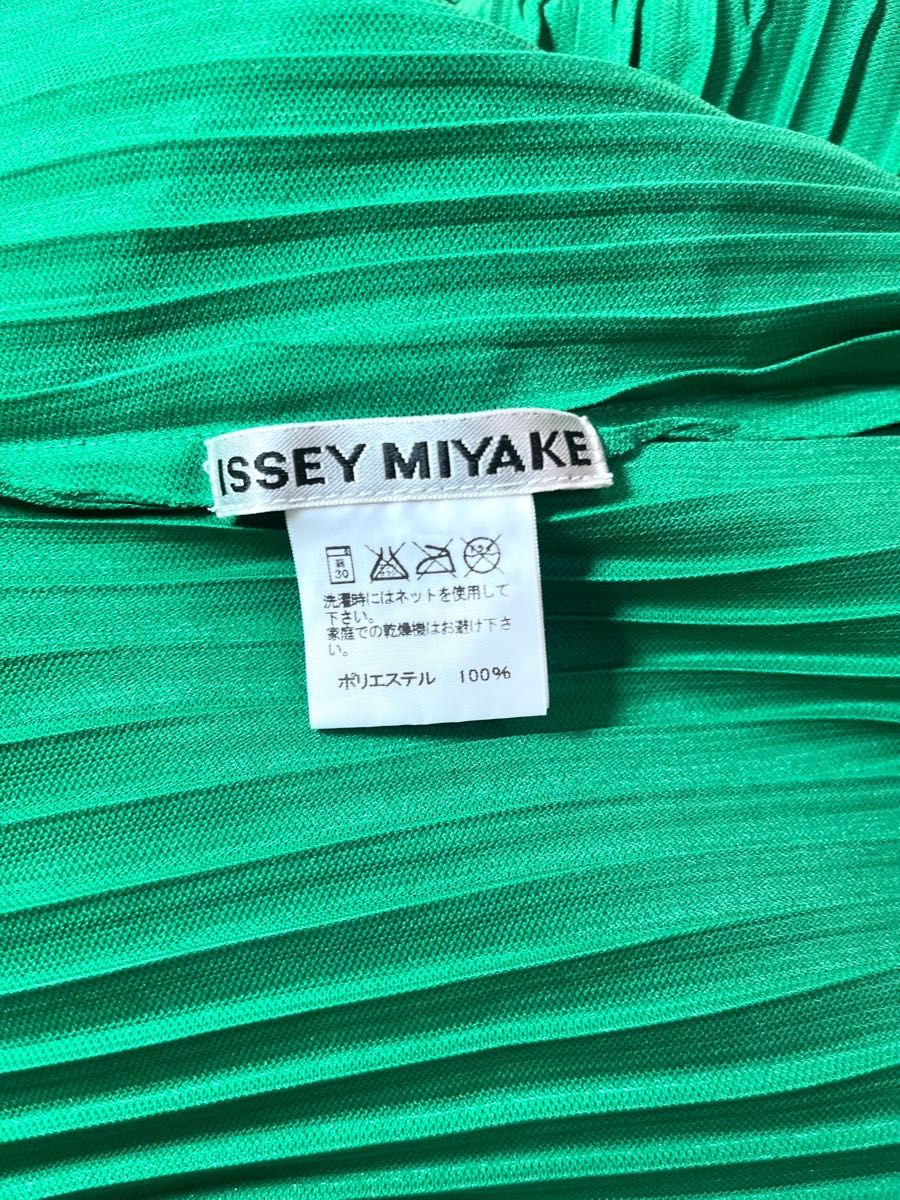 ISSEY MIYAKE
弱
30
洗濯時にはネットを使用して
下さい。
家庭での乾燥機はお避け下さ
い。
ポリエステル 100%